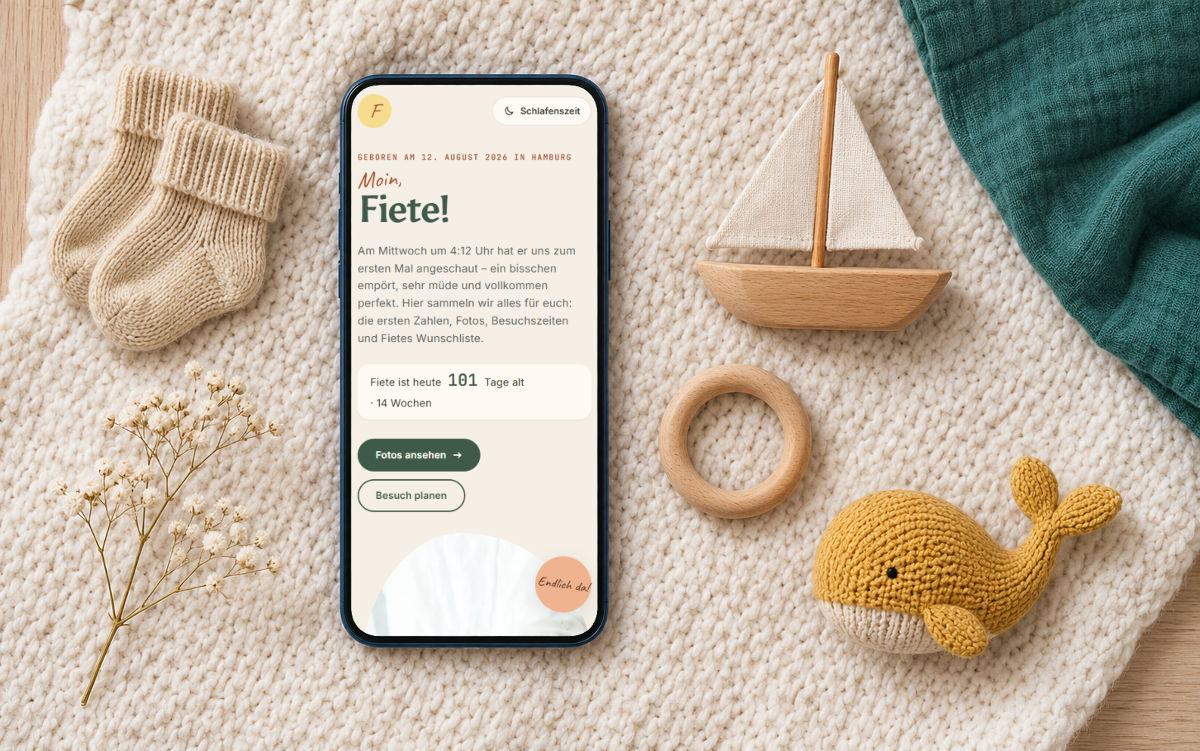 F
Schlafenszeit
GEBOREN AM 12. AUGUST 2026 IN HAMBURG
Moin,
Fiete!
Am Mittwoch um 4:12 Uhr hat er uns zum
ersten Mal angeschaut – ein bisschen
empört, sehr müde und vollkommen
perfekt. Hier sammeln wir alles für euch:
die ersten Zahlen, Fotos, Besuchszeiten
und Fietes Wunschliste.
Fiete ist heute 101 Tage alt
· 14 Wochen
Fotos ansehen →
Besuch planen
Endlich da!